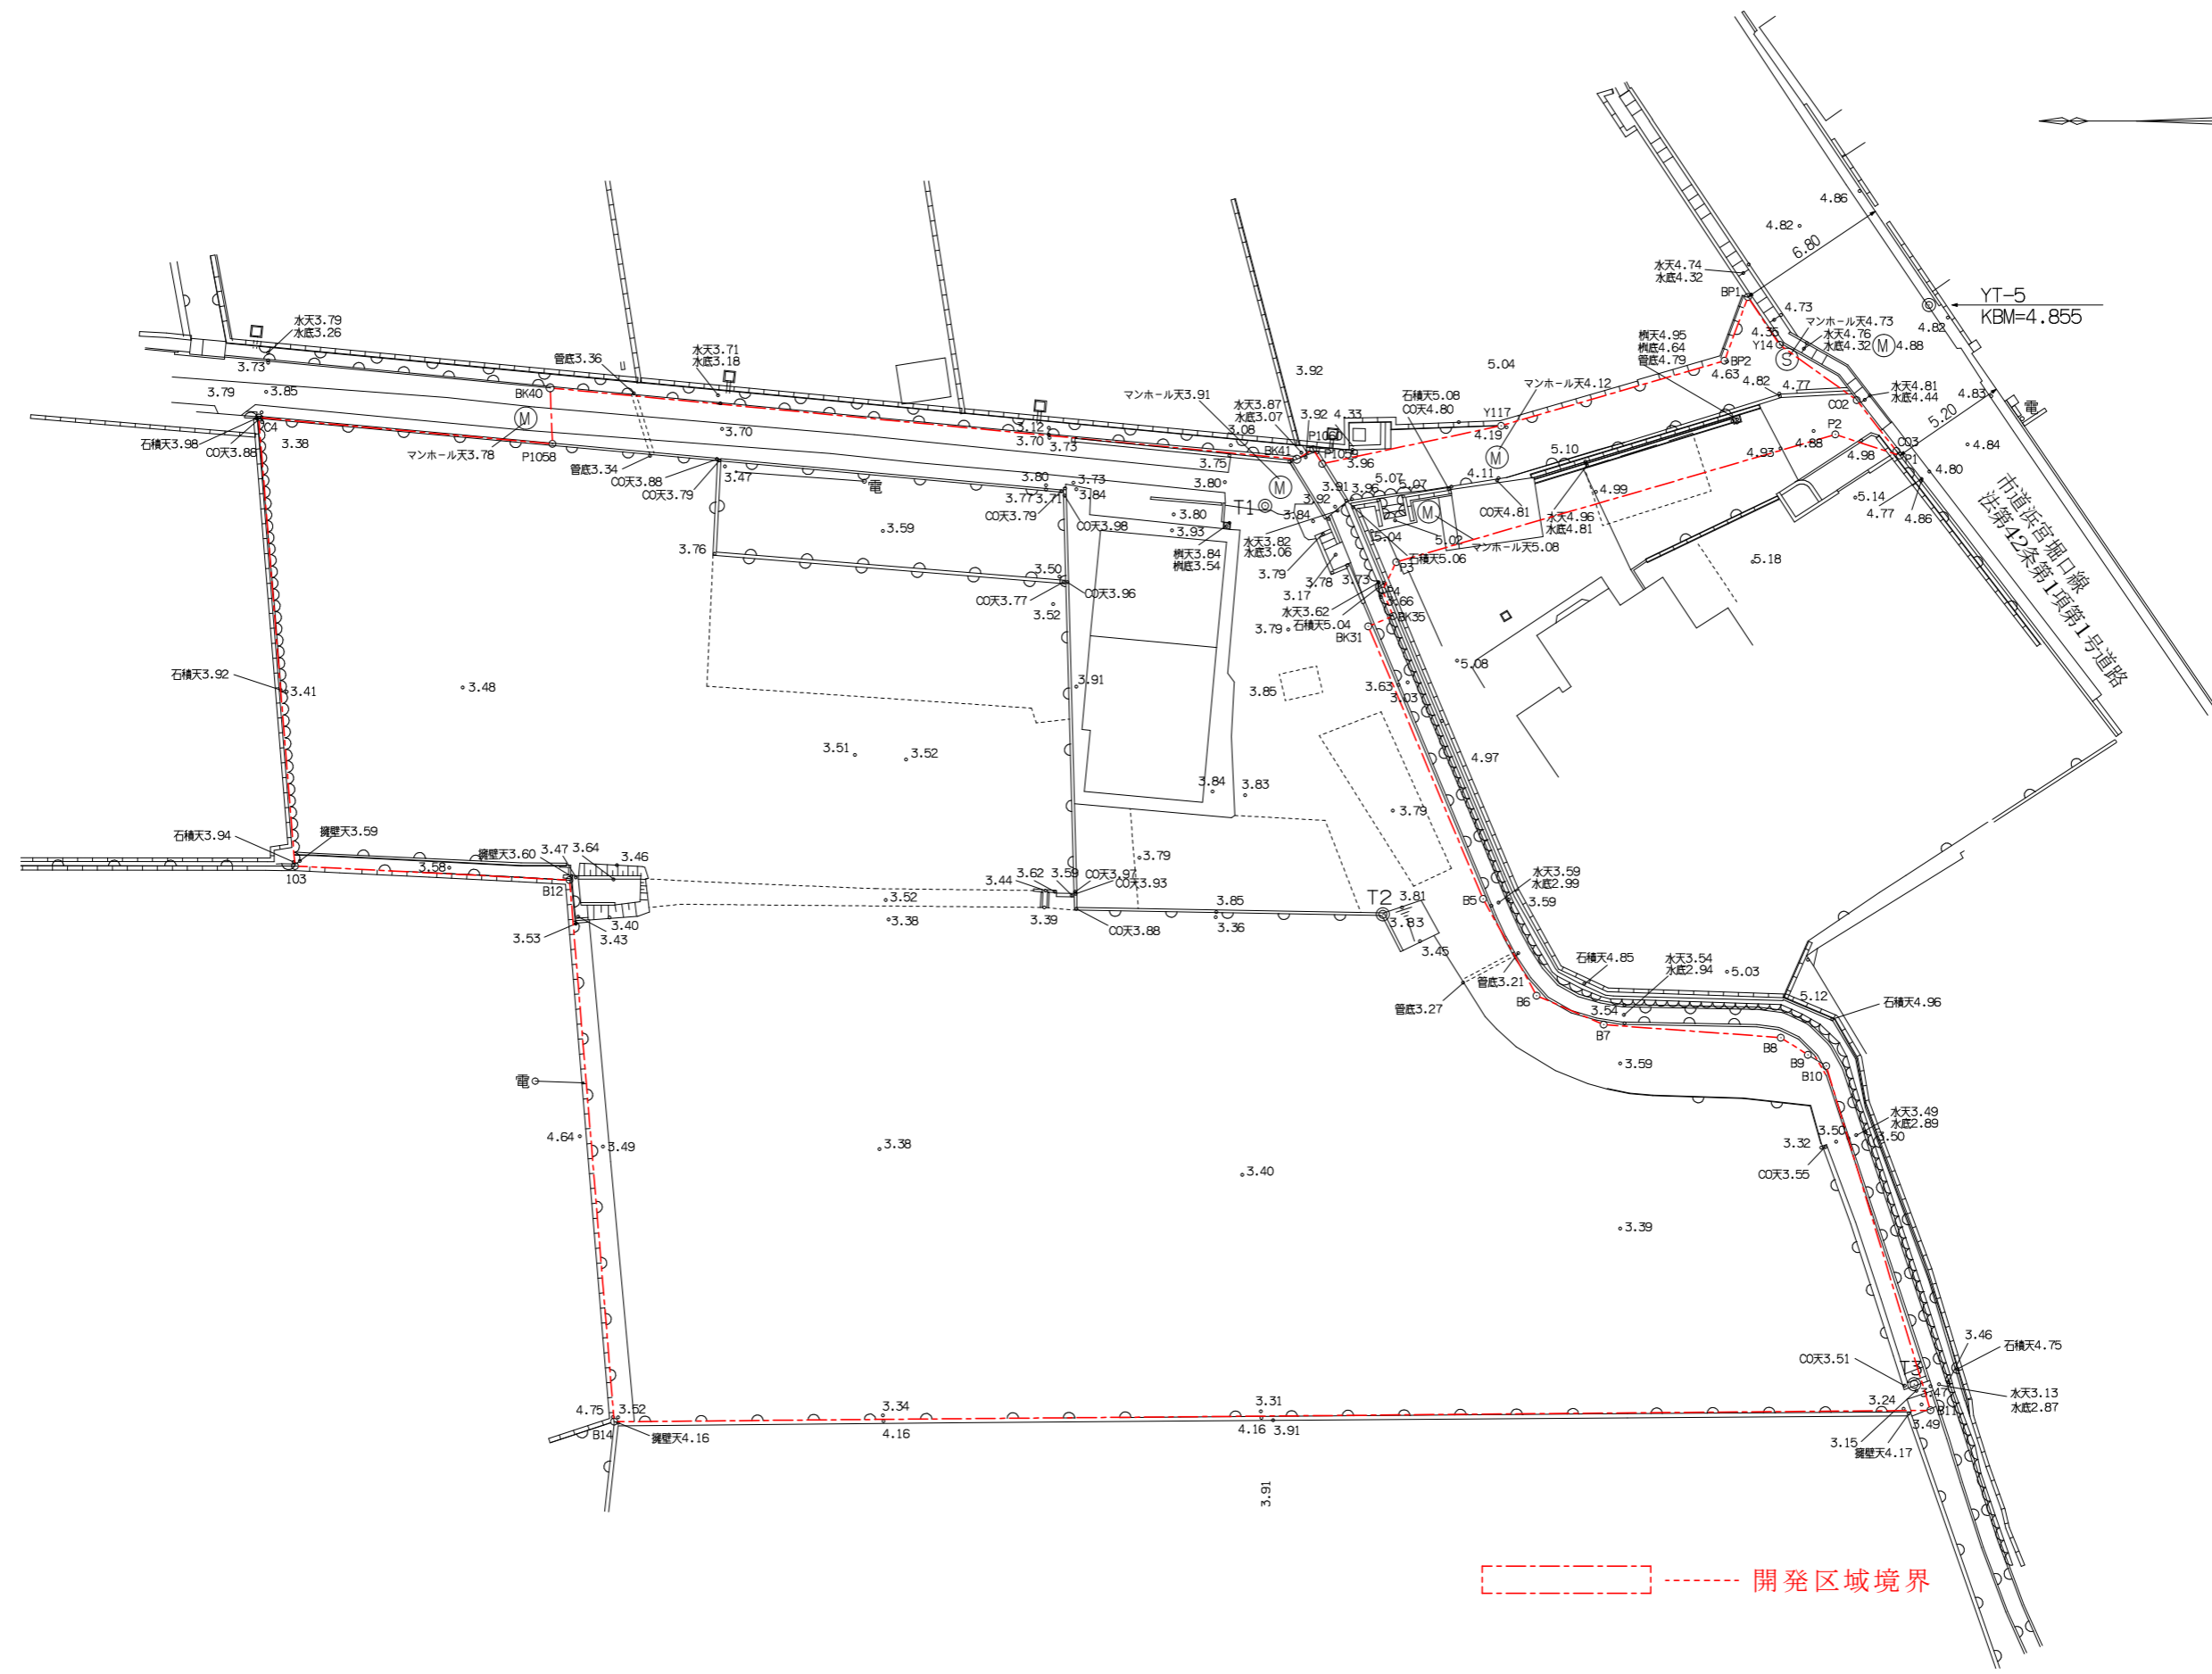 4.86
4.82
6.80
水天4.74
水底4.32
BP1
YT-5
KBM=4.855
4.82
4.73
マンホール天4.73
水天4.76
水底4.32
M
4.88
4.35
Y14
S
BP2
4.63
桝天4.95
桝底4.64
管底4.79
水天3.79
水底3.26
3.73
管底3.36
水天3.71
水底3.18
3.92
5.04
マンホール天4.12
マンホール天3.91
石積天5.08
CO天4.80
4.82
4.77
水天4.81
水底4.44
4.83
電
CO2
5.20
3.79
3.85
BK40
M
C4
石積天3.98
CO天3.88
3.38
マンホール天3.78
P1058
管底3.34
3.70
3.12
3.70
3.73
水天3.87
水底3.07
3.08
3.92
4.33
P1060
P1059
BK41
3.96
Y117
4.19
M
5.10
4.93
4.88
P2
CO3
P1
4.98
4.84
4.80
CO天3.88
CO天3.79
3.47
電
3.80
3.77
3.71
3.73
3.84
CO天3.79
CO天3.98
3.75
3.80
M
T1
3.80
3.93
3.91
3.96
5.07
5.07
4.11
M
CO天4.81
4.99
5.14
4.77
4.86
3.92
3.84
水天4.96
水底4.81
3.59
3.76
桝天3.84
桝底3.54
水天3.82
水底3.06
3.79
3.78
5.04
5.02
マンホール天5.08
石積天5.06
5.18
市道浜宮堀口線
法第42条第1項第1号道路
3.50
CO天3.77
CO天3.96
3.52
3.17
3.73
P3
P4
3.66
水天3.62
石積天5.04
BK35
BK31
3.79
5.08
石積天3.92
3.41
3.48
3.91
3.85
3.63
3.03
3.51
3.52
4.97
3.84
3.83
3.79
石積天3.94
擁壁天3.59
103
3.58
擁壁天3.60
3.47
3.64
3.46
B12
3.79
3.62
3.59
3.44
CO天3.97
CO天3.93
3.52
3.38
3.39
CO天3.88
3.85
3.36
T2
3.81
3.83
3.45
B5
水天3.59
水底2.99
3.59
3.53
3.40
3.43
管底3.21
管底3.27
石積天4.85
水天3.54
水底2.94
5.03
5.12
石積天4.96
B6
3.54
B7
B8
B9
B10
3.59
電
4.64
3.49
3.38
3.40
3.50
水天3.49
水底2.89
3.50
3.32
CO天3.55
3.39
3.46
石積天4.75
CO天3.51
T3
3.47
水天3.13
水底2.87
3.24
B11
3.49
3.15
擁壁天4.17
4.75
3.52
B14
擁壁天4.16
3.34
4.16
3.31
4.16
3.91
3.91
開発区域境界